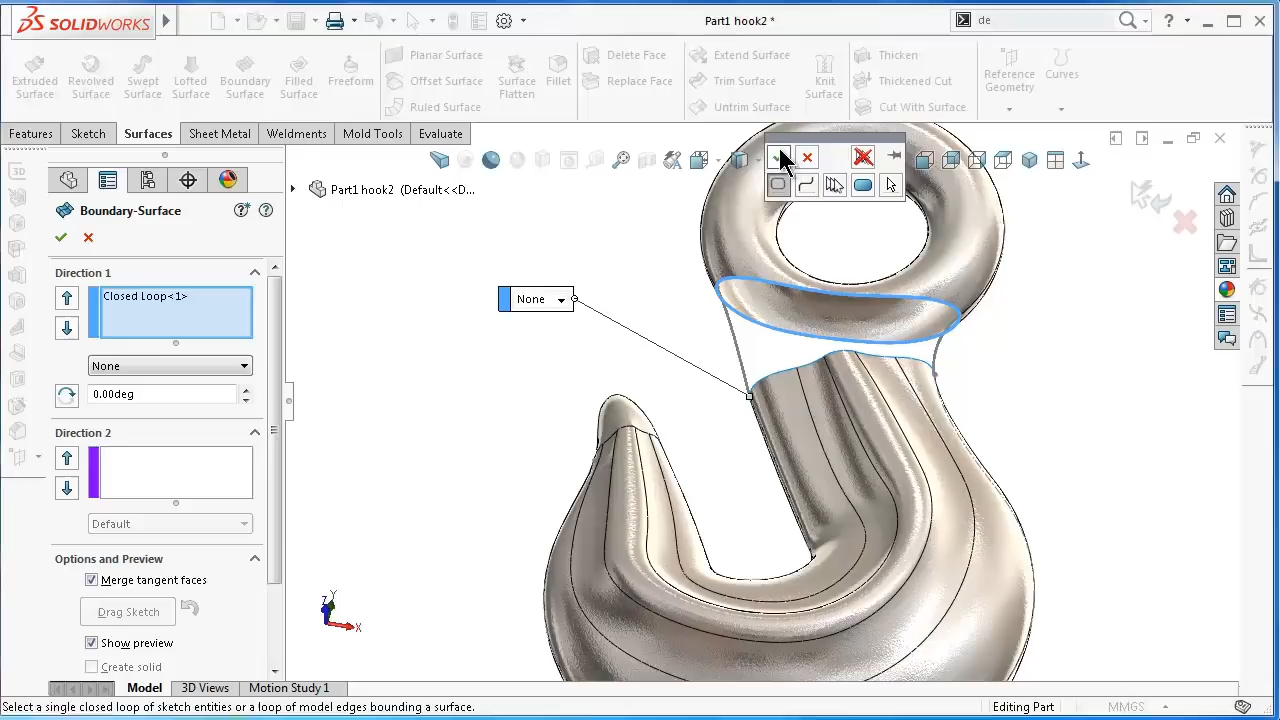 SOLIDWORKS
Part1 hook2 *
de
Extruded Surface
Revolved Surface
Swept Surface
Lofted Surface
Boundary Surface
Filled Surface
Freeform
Planar Surface
Offset Surface
Ruled Surface
Surface Flatten
Fillet
Delete Face
Replace Face
Extend Surface
Trim Surface
Untrim Surface
Knit Surface
Thicken
Thickened Cut
Cut With Surface
Reference Geometry
Curves
Features
Sketch
Surfaces
Sheet Metal
Weldments
Mold Tools
Evaluate
3D
Part1 hook2 (Default<<D...
Boundary-Surface
Direction 1
Closed Loop<1>
None
0.00deg
Direction 2
Default
Options and Preview
Merge tangent faces
Drag Sketch
Show preview
Create solid
None
Z Y
X
Model
3D Views
Motion Study 1
Select a single closed loop of sketch entities or a loop of model edges bounding a surface.
Editing Part
MMGS